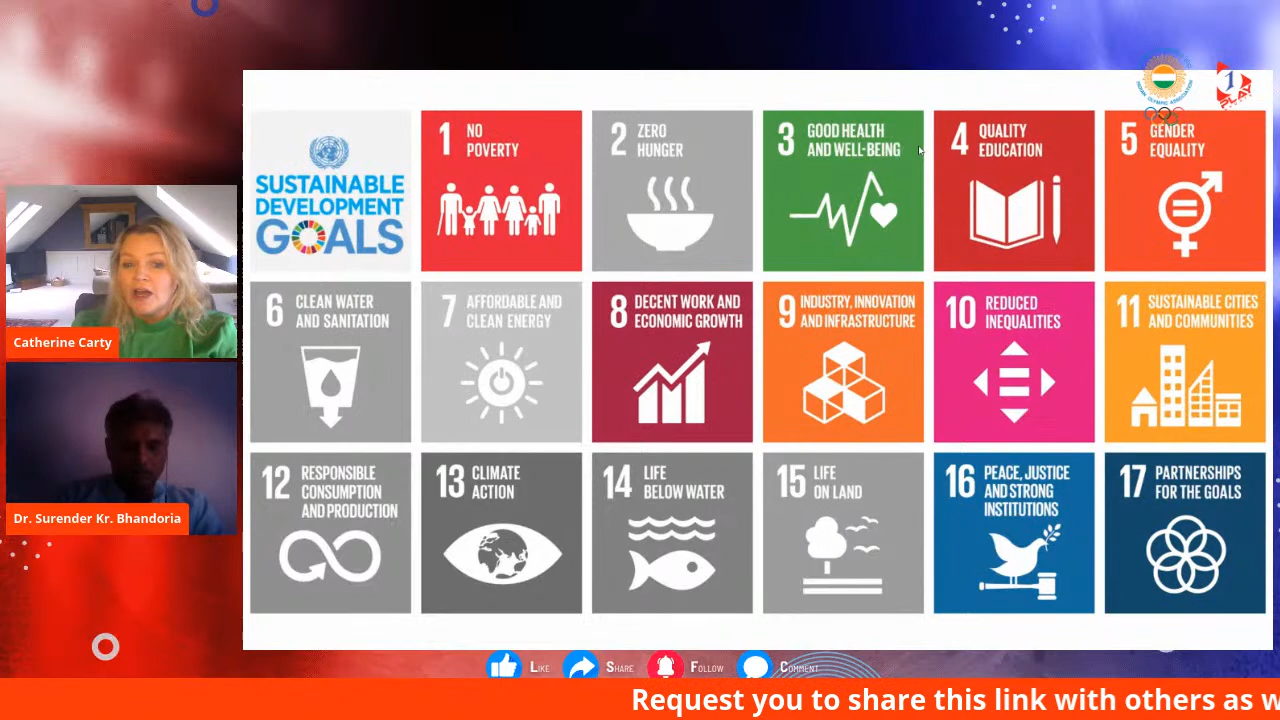 SUSTAINABLE
DEVELOPMENT
GOALS
1 NO
POVERTY
2 ZERO
HUNGER
3 GOOD HEALTH
AND WELL-BEING
4 QUALITY
EDUCATION
5 GENDER
EQUALITY
6 CLEAN WATER
AND SANITATION
7 AFFORDABLE AND
CLEAN ENERGY
8 DECENT WORK AND
ECONOMIC GROWTH
9 INDUSTRY, INNOVATION
AND INFRASTRUCTURE
10 REDUCED
INEQUALITIES
11 SUSTAINABLE CITIES
AND COMMUNITIES
12 RESPONSIBLE
CONSUMPTION
AND PRODUCTION
13 CLIMATE
ACTION
14 LIFE
BELOW WATER
15 LIFE
ON LAND
16 PEACE, JUSTICE
AND STRONG
INSTITUTIONS
17 PARTNERSHIPS
FOR THE GOALS
Catherine Carty
Dr. Surender Kr. Bhandoria
1
PLAY
LIKE
SHARE
FOLLOW
COMMENT
Request you to share this link with others as w